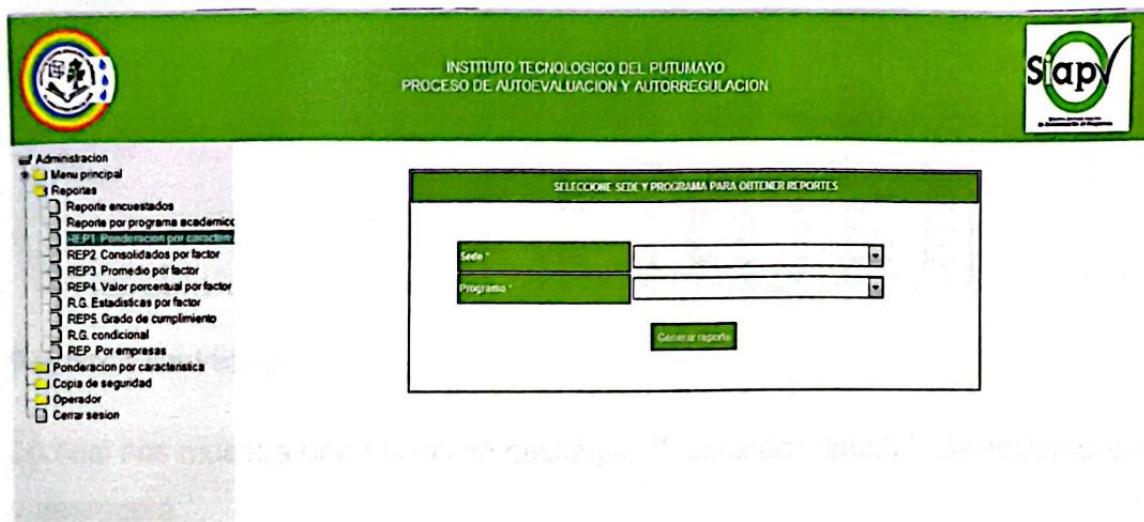 INSTITUTO TECNOLOGICO DEL PUTUMAYO
PROCESO DE AUTOEVALUACION Y AUTORREGULACION
Siap
Administracion
Menu principal
Reportes
Reporte encuestados
Reporte por programa academico
REP1. Ponderacion por caracteri
REP2. Consolidados por factor
REP3. Promedio por factor
REP4. Valor porcentual por factor
R.G. Estadisticas por factor
REP5. Grado de cumplimiento
R.G. condicional
REP. Por empresas
Ponderacion por caracteristica
Copia de seguridad
Operador
Cerrar sesion
SELECCIONE SEDE Y PROGRAMA PARA OBTENER REPORTES
Sede *
Programa *
Generar reporte